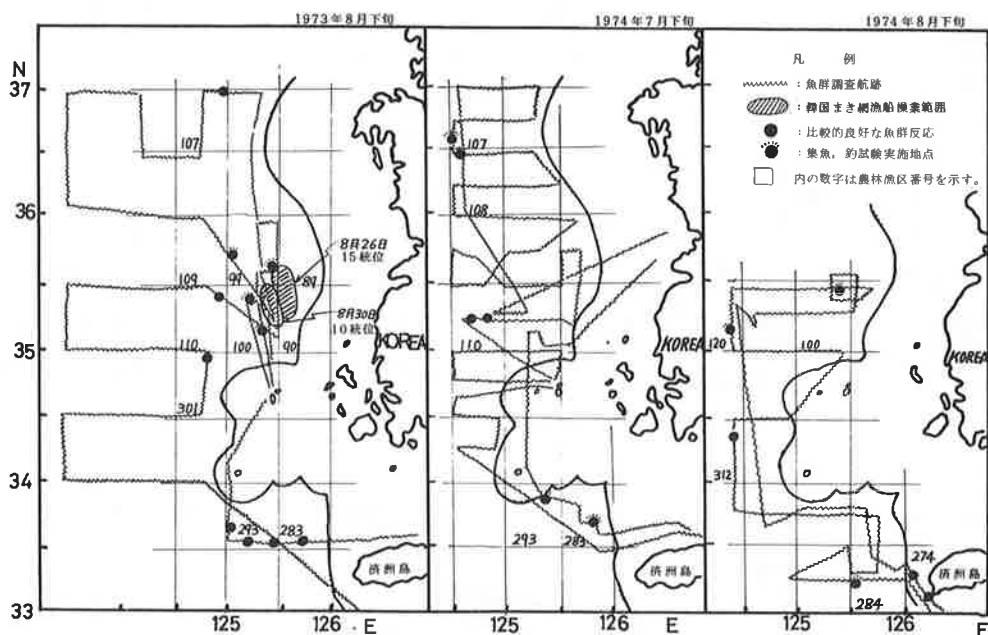 1973年8月下旬
1974年7月下旬
1974年8月下旬
凡 例
:魚群調査航跡
:韓国まき網漁船操業範囲
:比較的良好な魚群反応
:集魚,釣試験実施地点
内の数字は農林漁区番号を示す。
N
37
36
35
34
33
107
109
99
89
8月26日
15統位
8月30日
10統位
110
100
90
301
293
283
KOREA
済洲島
125
126
E
107
108
110
293
283
KOREA
済洲島
125
126
120
100
312
274
284
KOREA
済洲島
125
126
E